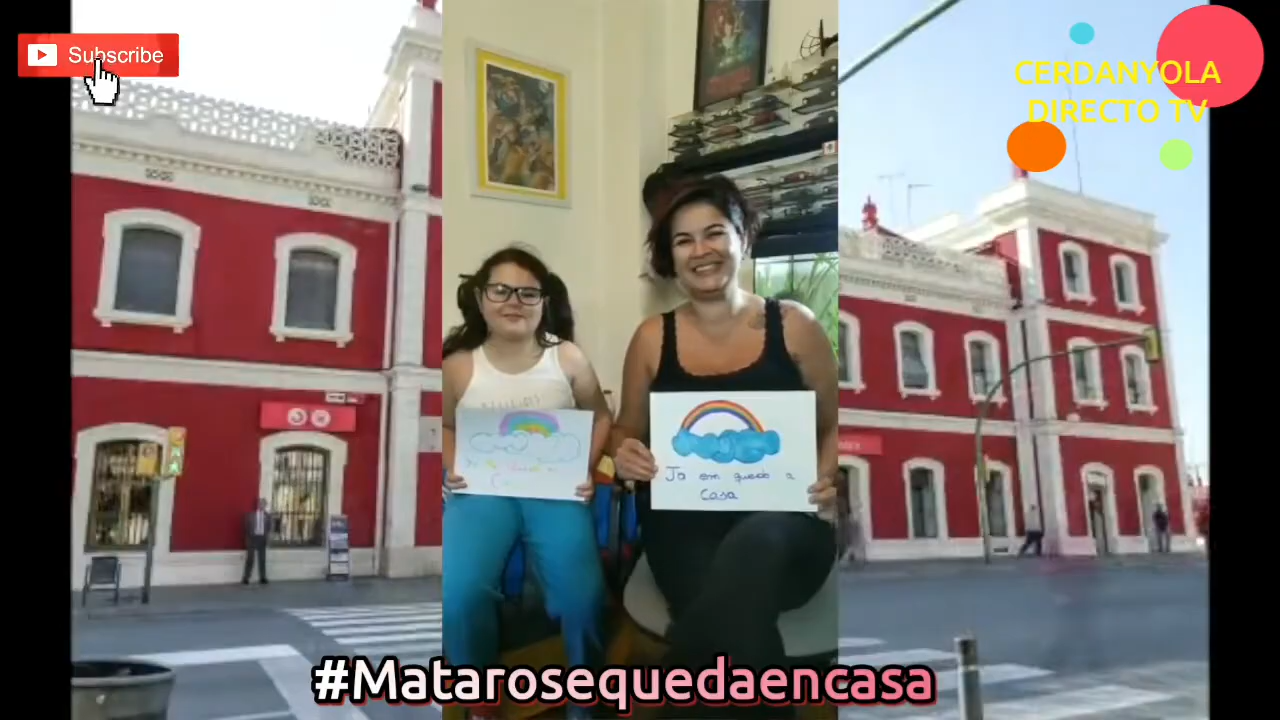 Subscribe
CERDANYOLA
DIRECTO TV
Jo em quedo a
Casa
#Matarosequedaencasa